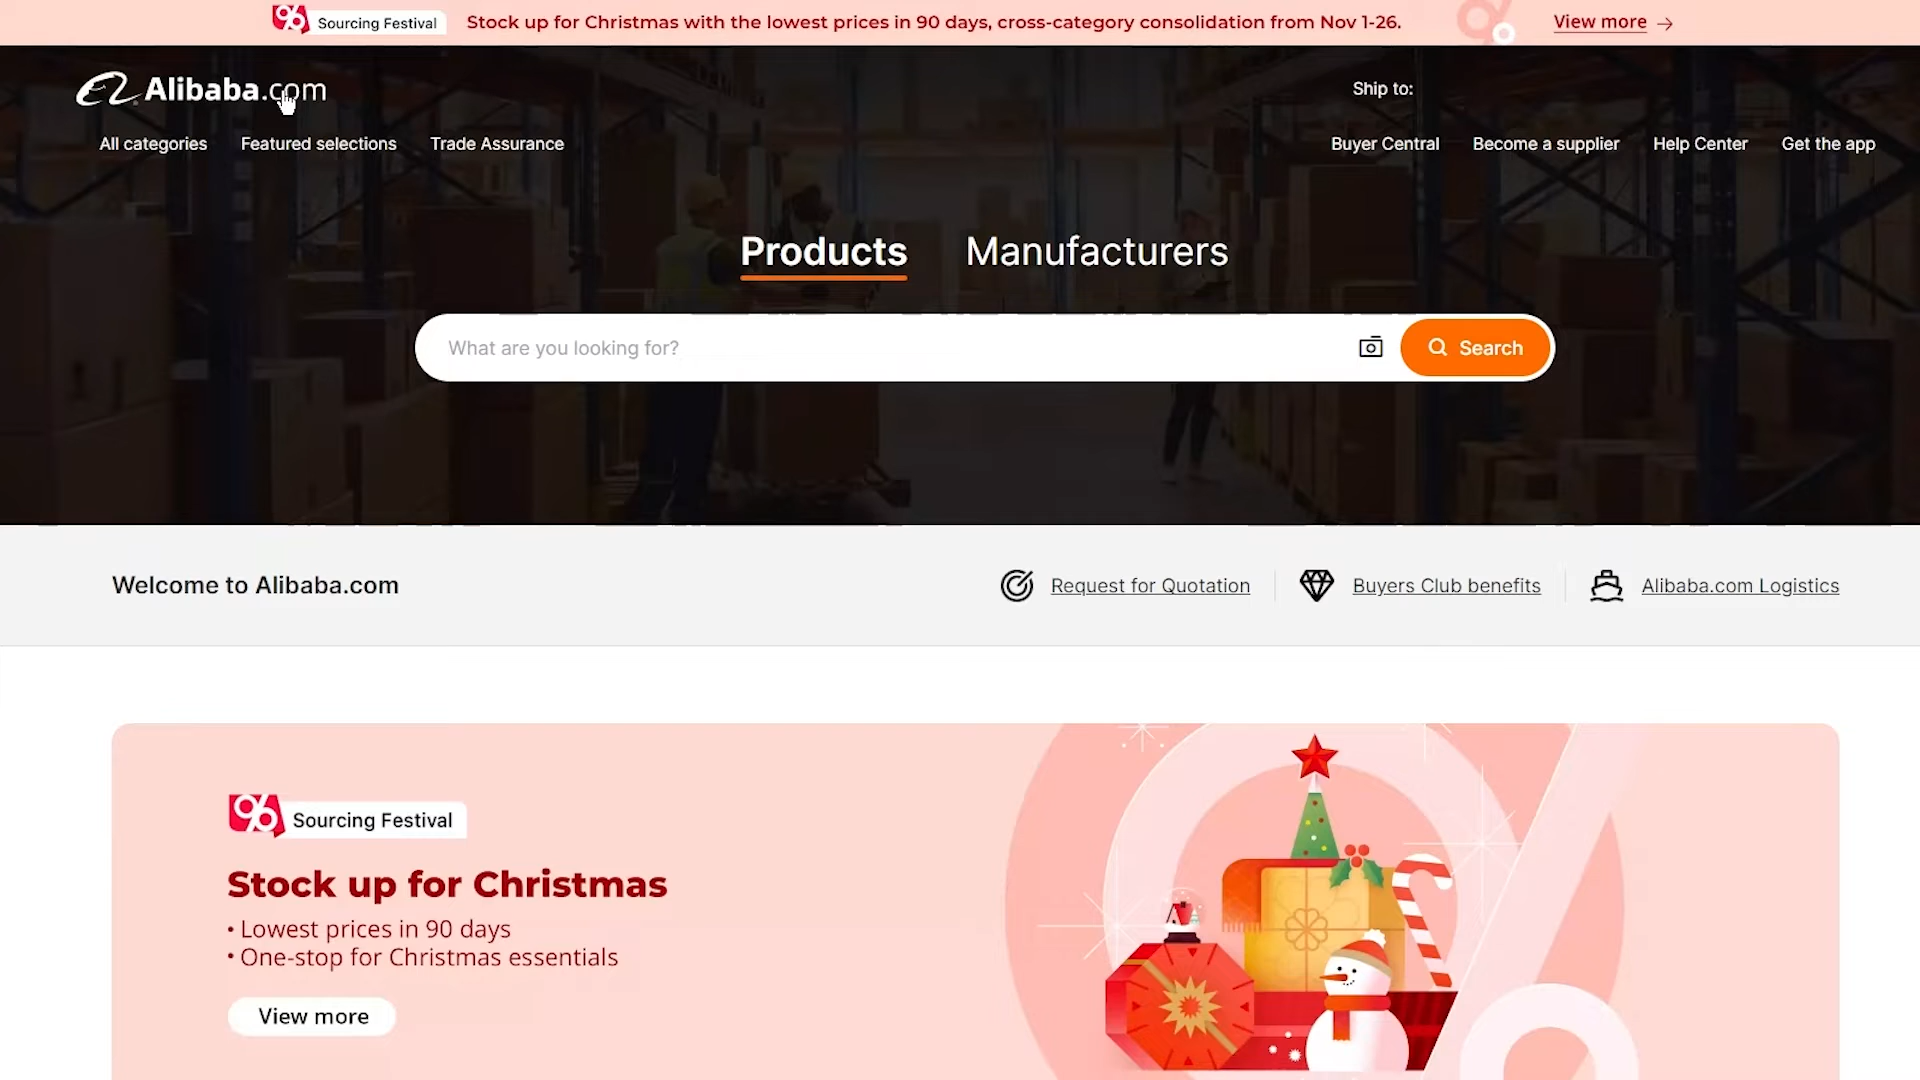 Sourcing Festival
Stock up for Christmas with the lowest prices in 90 days, cross-category consolidation from Nov 1-26.
View more
Alibaba.com
Ship to:
All categories
Featured selections
Trade Assurance
Buyer Central
Become a supplier
Help Center
Get the app
Products
Manufacturers
What are you looking for?
Search
Welcome to Alibaba.com
Request for Quotation
Buyers Club benefits
Alibaba.com Logistics
Sourcing Festival
Stock up for Christmas
• Lowest prices in 90 days
• One-stop for Christmas essentials
View more